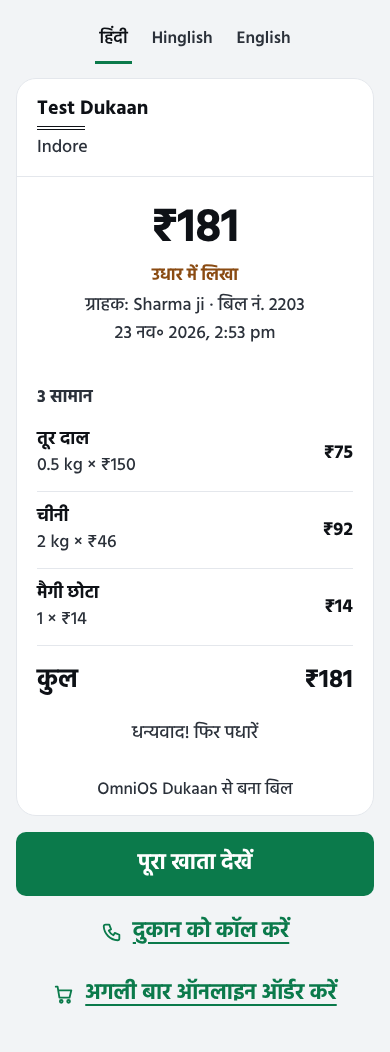 हिंदी Hinglish English
Test Dukaan
Indore
₹181
उधार में लिखा
ग्राहक: Sharma ji · बिल नं. 2203
23 नव॰ 2026, 2:53 pm
3 सामान
तूर दाल
₹75
0.5 kg × ₹150
चीनी
₹92
2 kg × ₹46
मैगी छोटा
₹14
1 × ₹14
कुल ₹181
धन्यवाद! फिर पधारें
OmniOS Dukaan से बना बिल
पूरा खाता देखें
दुकान को कॉल करें
अगली बार ऑनलाइन ऑर्डर करें